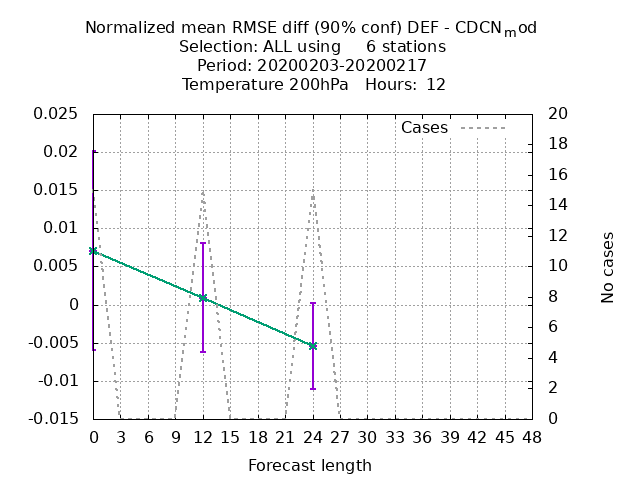 Normalized mean RMSE diff (90% conf) DEF - CDCNmod
Selection: ALL using     6 stations
Period: 20200203-20200217
Temperature 200hPa   Hours:  12
0.025
0.02
0.015
0.01
0.005
0
-0.005
-0.01
-0.015
Cases
20
18
16
14
12
10
8
6
4
2
0
No cases
0 3 6 9 12 15 18 21 24 27 30 33 36 39 42 45 48
Forecast length